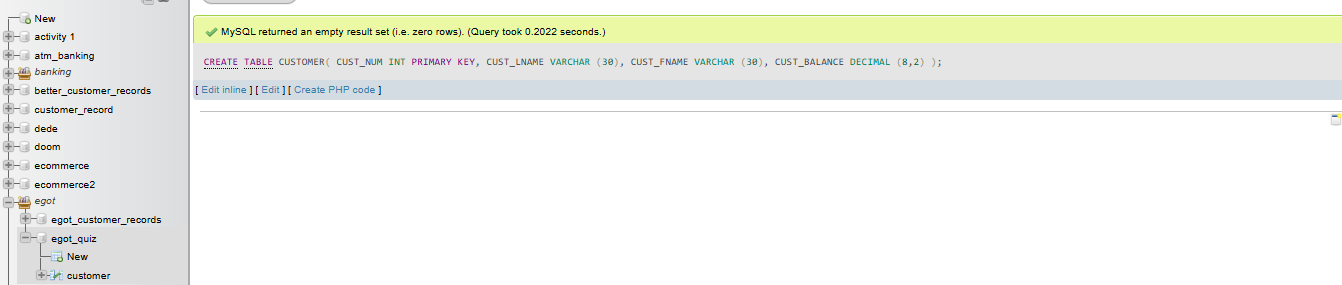 New
activity 1
atm_banking
banking
better_customer_records
customer_record
dede
doom
ecommerce
ecommerce2
egot
egot_customer_records
egot_quiz
New
customer
MySQL returned an empty result set (i.e. zero rows). (Query took 0.2022 seconds.)
CREATE TABLE CUSTOMER( CUST_NUM INT PRIMARY KEY, CUST_LNAME VARCHAR (30), CUST_FNAME VARCHAR (30), CUST_BALANCE DECIMAL (8,2) );
[ Edit inline ] [ Edit ] [ Create PHP code ]